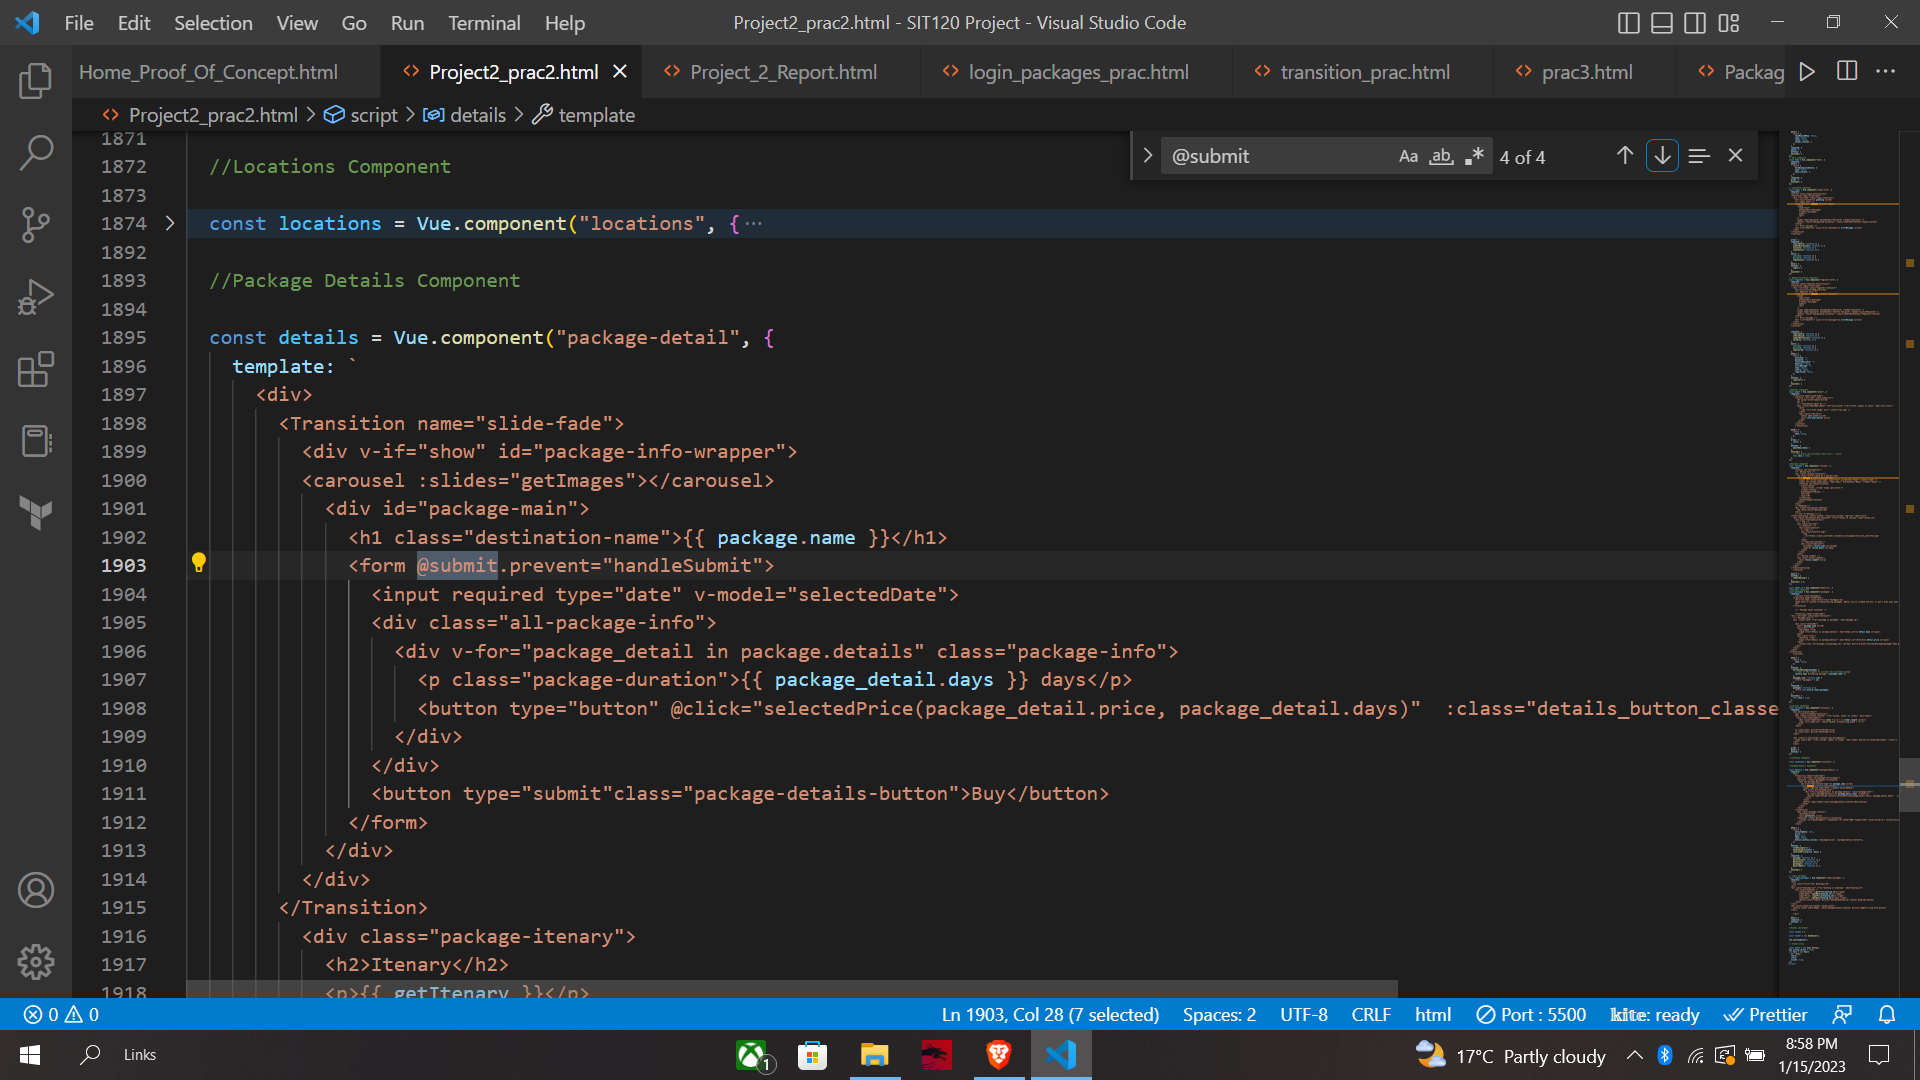 File Edit Selection View Go Run Terminal Help
Project2_prac2.html - SIT120 Project - Visual Studio Code
Home_Proof_Of_Concept.html
Project2_prac2.html
Project_2_Report.html
login_packages_prac.html
transition_prac.html
prac3.html
Packag
Project2_prac2.html > script > details > template
@submit
Aa ab .* 4 of 4
1871
1872 //Locations Component
1873
1874 const locations = Vue.component("locations", {…
1892
1893 //Package Details Component
1894
1895 const details = Vue.component("package-detail", {
1896 template: `
1897 <div>
1898 <Transition name="slide-fade">
1899 <div v-if="show" id="package-info-wrapper">
1900 <carousel :slides="getImages"></carousel>
1901 <div id="package-main">
1902 <h1 class="destination-name">{{ package.name }}</h1>
1903 <form @submit.prevent="handleSubmit">
1904 <input required type="date" v-model="selectedDate">
1905 <div class="all-package-info">
1906 <div v-for="package_detail in package.details" class="package-info">
1907 <p class="package-duration">{{ package_detail.days }} days</p>
1908 <button type="button" @click="selectedPrice(package_detail.price, package_detail.days)" :class="details_button_classe
1909 </div>
1910 </div>
1911 <button type="submit"class="package-details-button">Buy</button>
1912 </form>
1913 </div>
1914 </div>
1915 </Transition>
1916 <div class="package-itenary">
1917 <h2>Itenary</h2>
1918 <p>{{ getItenary }}</p>
0 0 Ln 1903, Col 28 (7 selected) Spaces: 2 UTF-8 CRLF html Port : 5500 kite: ready Prettier
Links
1
17°C Partly cloudy
8:58 PM
1/15/2023